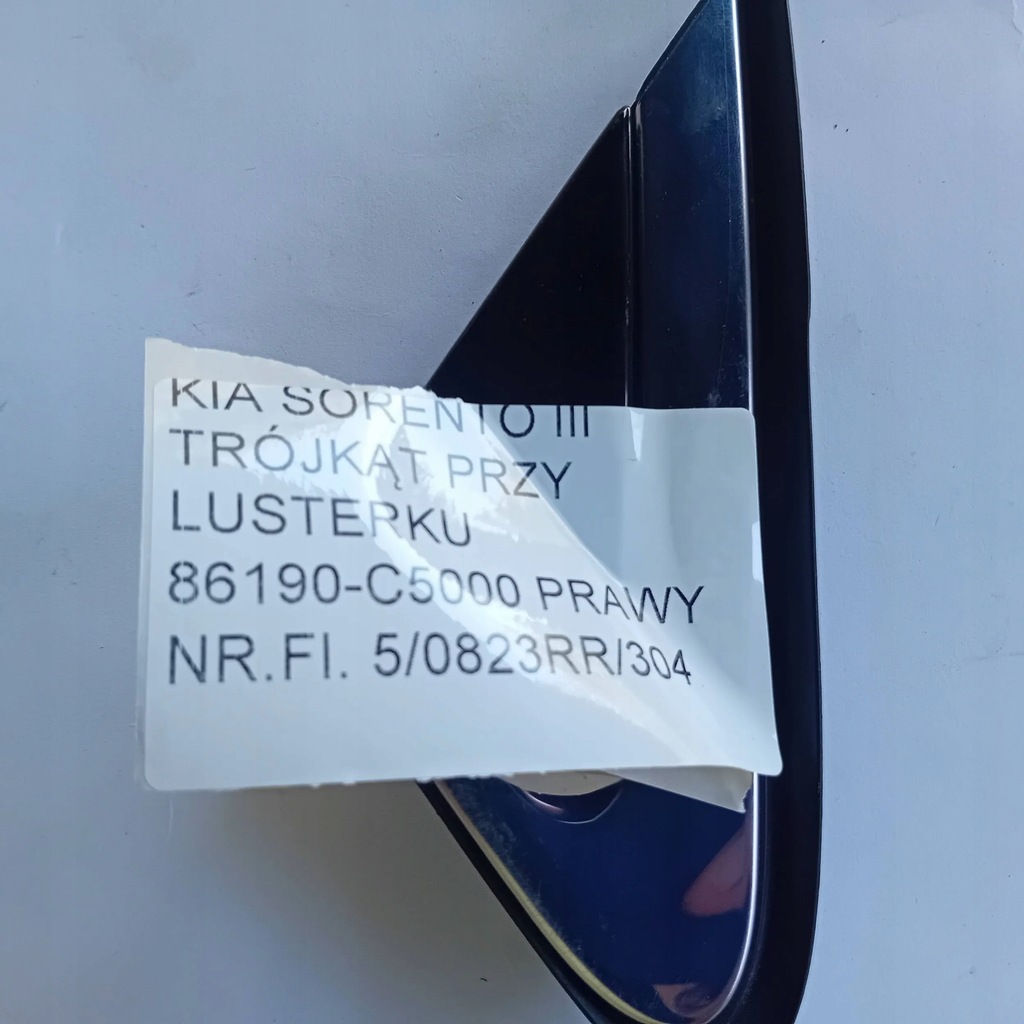 KIA SORENTO III
TRÓJKĄT PRZY
LUSTERKU
86190-C5000 PRAWY
NR.FI. 5/0823RR/304